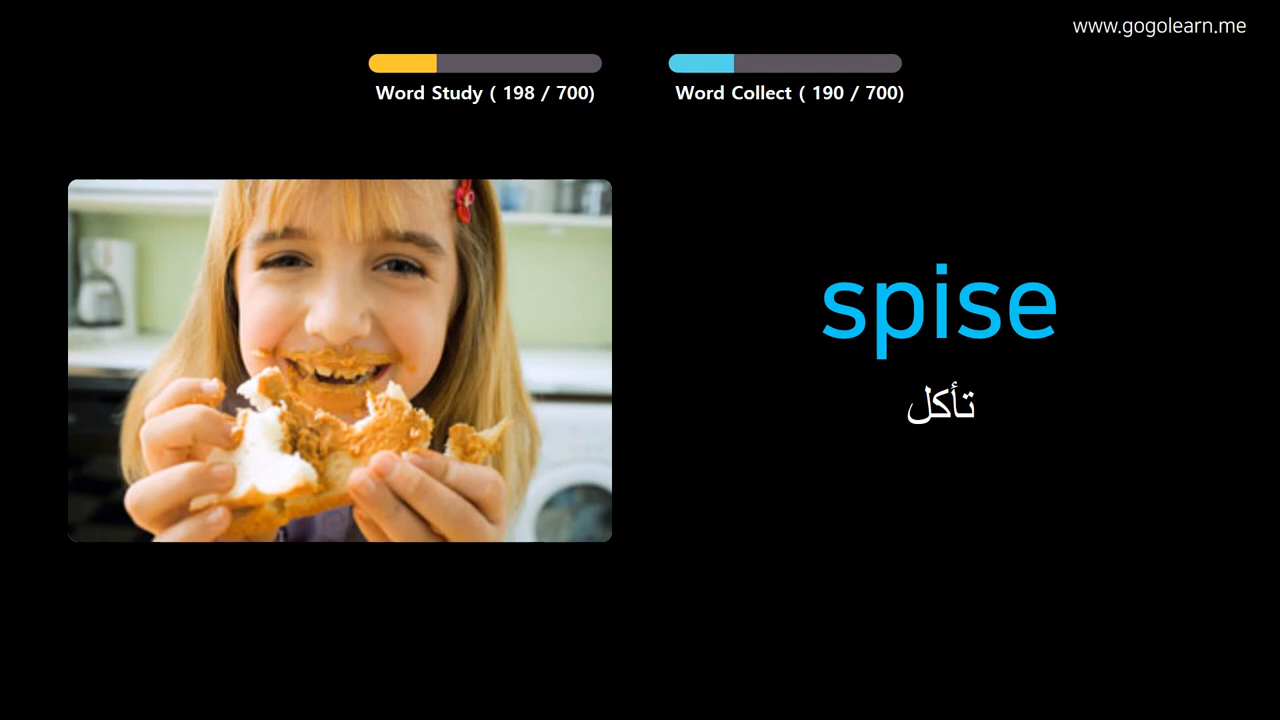 www.gogolearn.me
Word Study ( 198 / 700)
Word Collect ( 190 / 700)
spise
تأكل